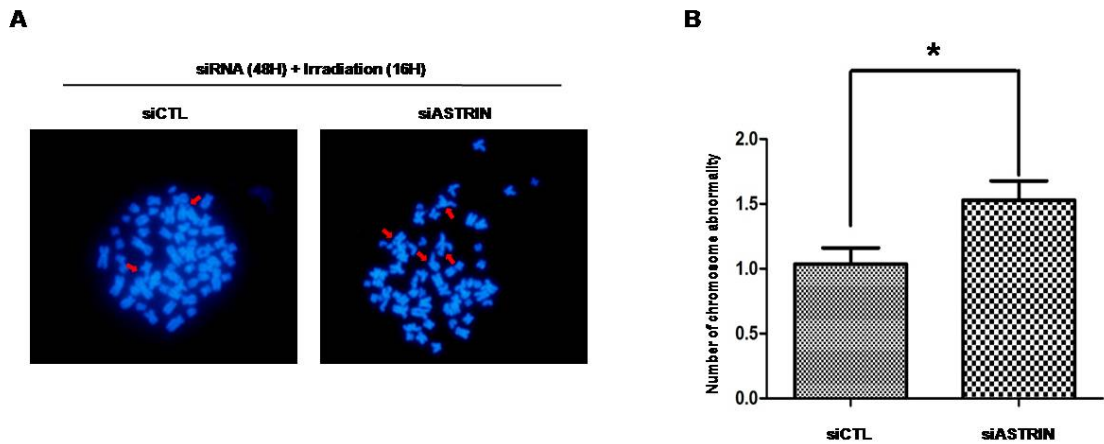 A
siRNA (48H) + Irradiation (16H)
siCTL
siASTRIN
B
*
Number of chromosome abnormality
2.0
1.5
1.0
0.5
0.0
siCTL
siASTRIN